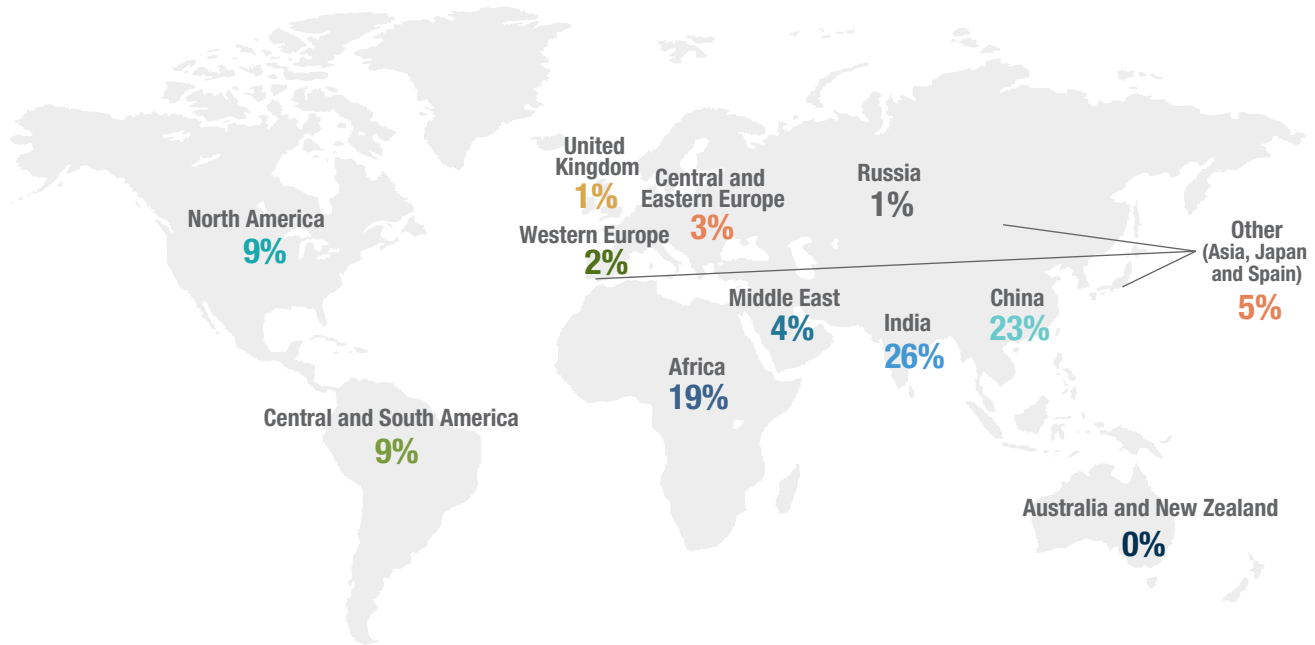 United
Kingdom
1%
Central and
Eastern Europe
3%
Russia
1%
North America
9%
Western Europe
2%
Other
(Asia, Japan
and Spain)
5%
Middle East
4%
India
26%
China
23%
Africa
19%
Central and South America
9%
Australia and New Zealand
0%